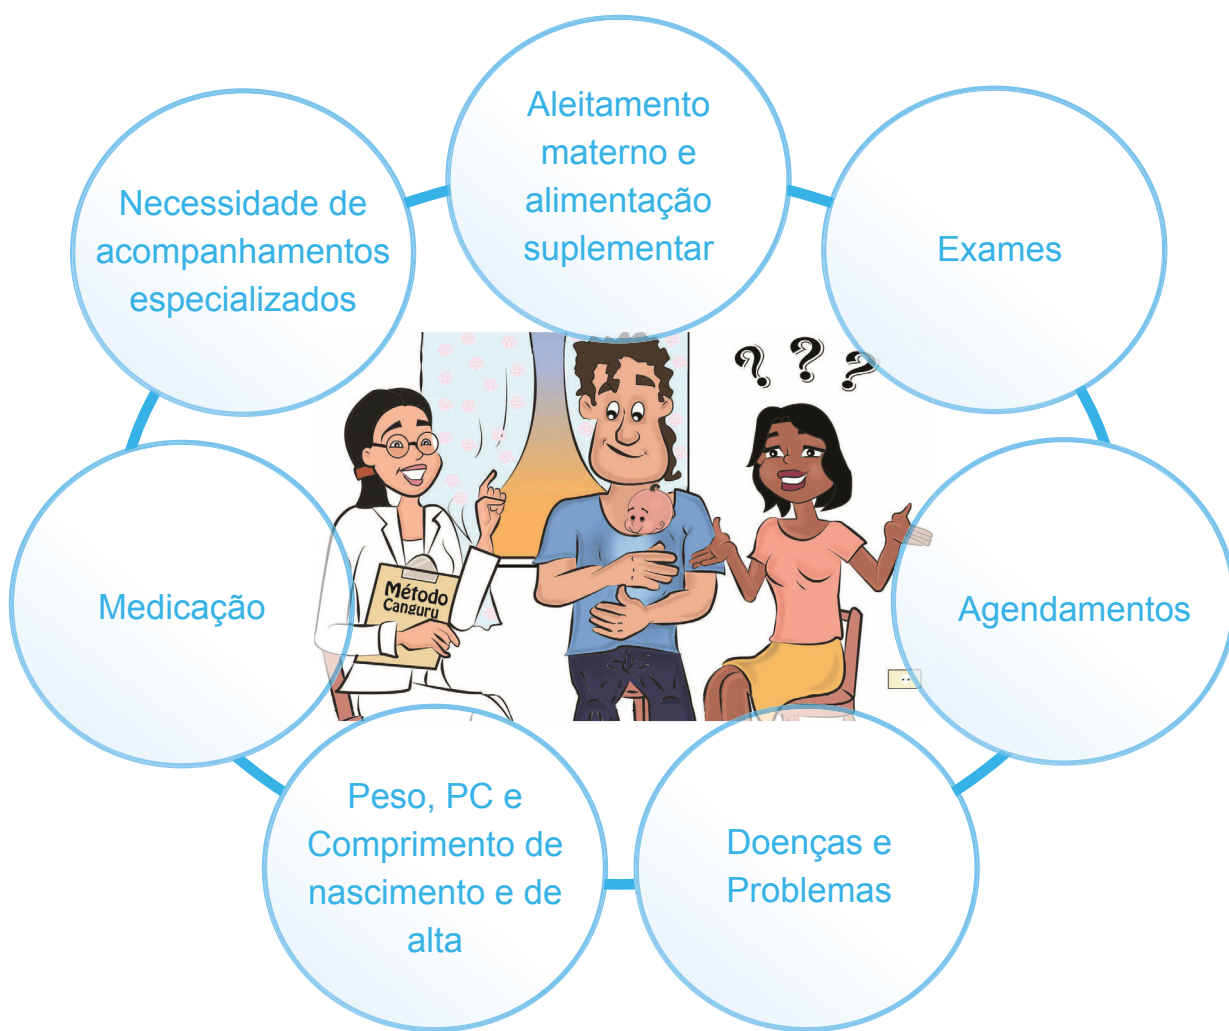 Aleitamento
materno e
alimentação
suplementar
Exames
Agendamentos
Doenças e
Problemas
Peso, PC e
Comprimento de
nascimento e de
alta
Medicação
Necessidade de
acompanhamentos
especializados
???
Método
Canguru